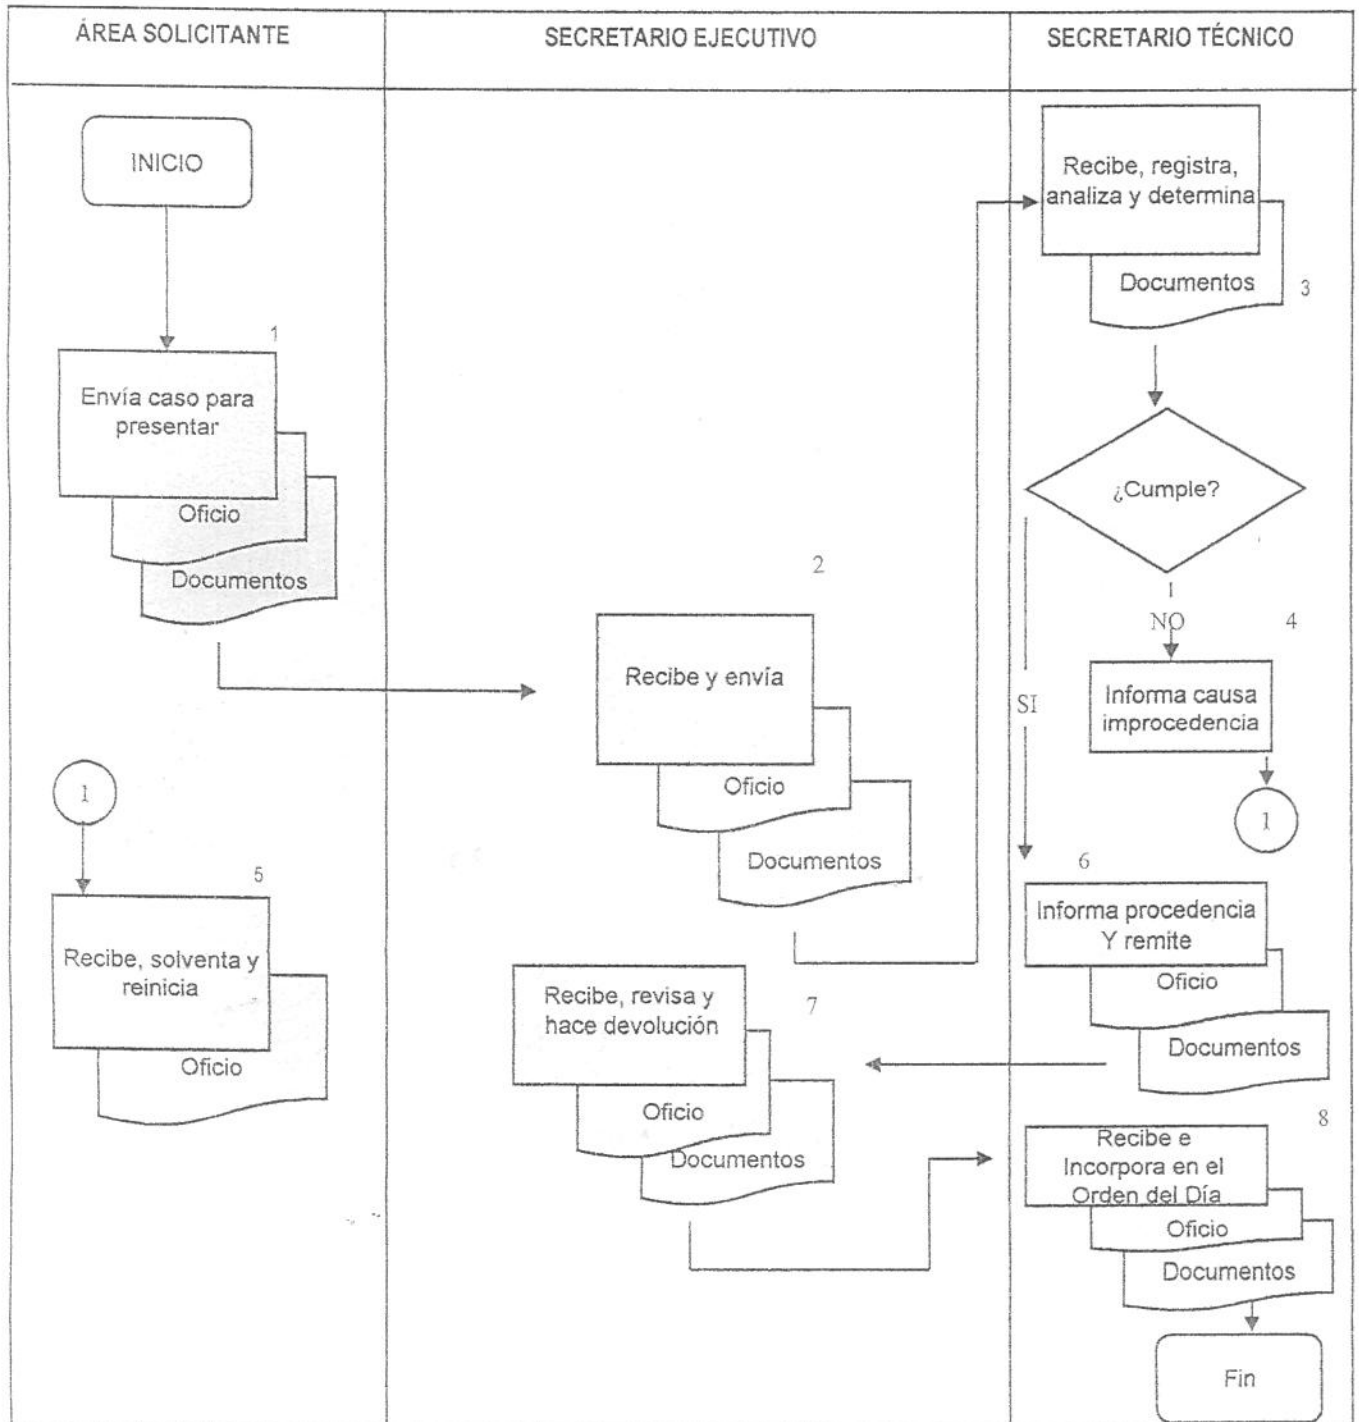 ÁREA SOLICITANTE
SECRETARIO EJECUTIVO
SECRETARIO TÉCNICO
INICIO
1
Envía caso para
presentar
Oficio
Documentos
2
Recibe y envía
Oficio
Documentos
Recibe, registra,
analiza y determina
Documentos
3
¿Cumple?
NO
4
Informa causa
improcedencia
1
SI
1
5
Recibe, solventa y
reinicia
Oficio
6
Informa procedencia
Y remite
Oficio
Documentos
7
Recibe, revisa y
hace devolución
Oficio
Documentos
8
Recibe e
Incorpora en el
Orden del Día
Oficio
Documentos
Fin